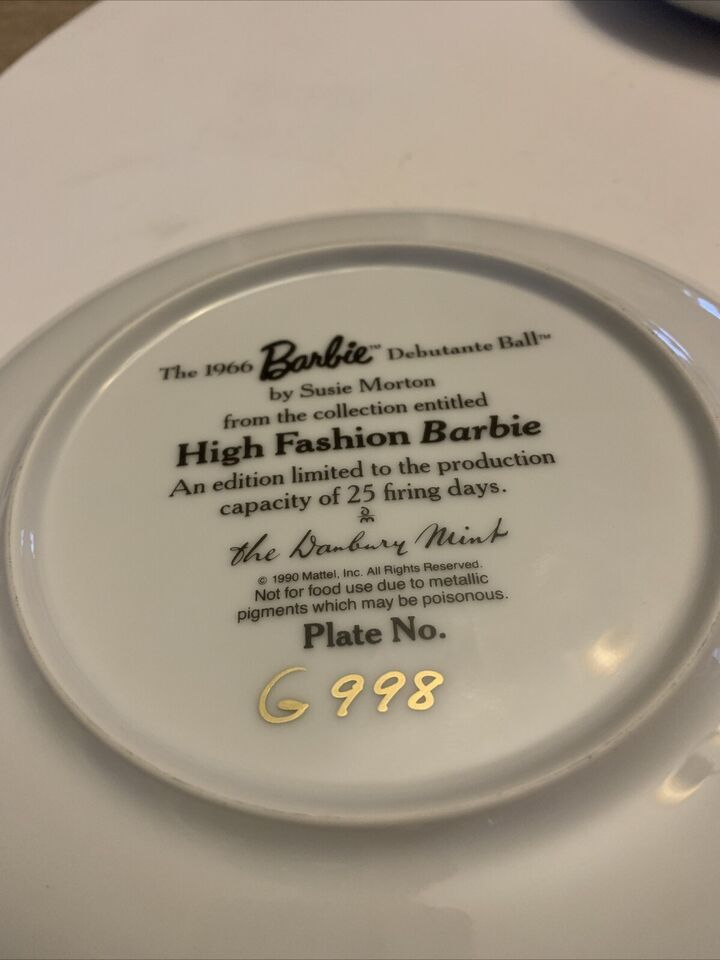 The 1966 Barbie™ Debutante Ball™
by Susie Morton
from the collection entitled
High Fashion Barbie
An edition limited to the production
capacity of 25 firing days.
DM
the Danbury Mint
© 1990 Mattel, Inc. All Rights Reserved.
Not for food use due to metallic
pigments which may be poisonous.
Plate No.
G998